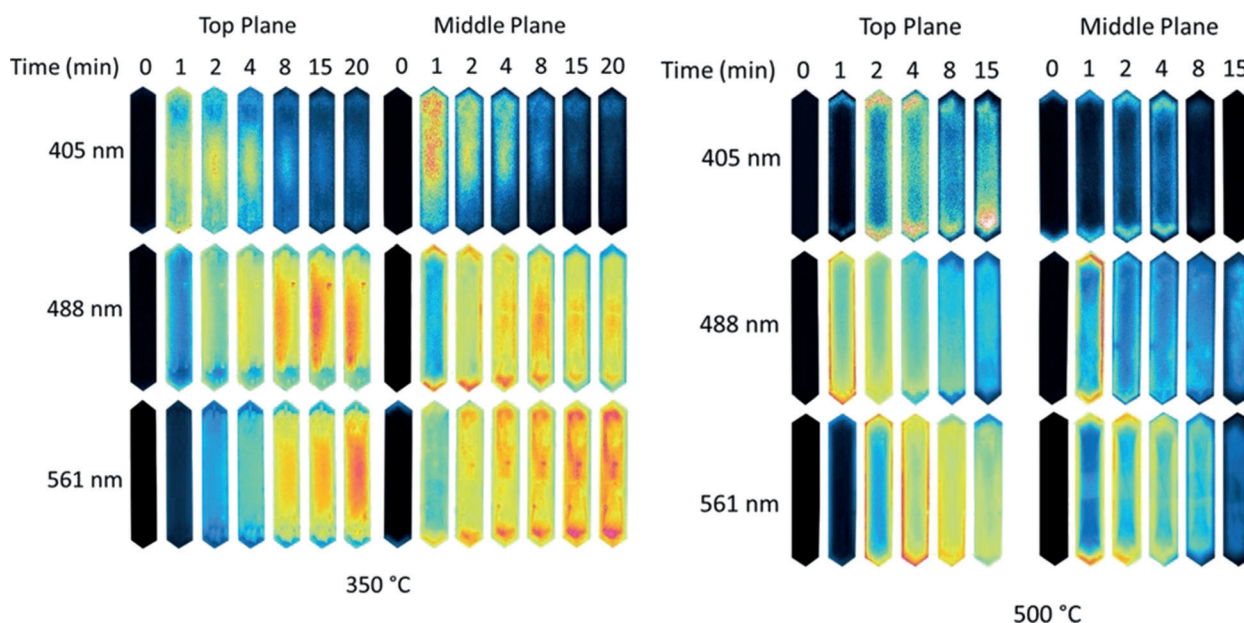 Top Plane Middle Plane
Time (min) 0 1 2 4 8 15 20 0 1 2 4 8 15 20
405 nm
488 nm
561 nm
350 °C
Top Plane Middle Plane
Time (min) 0 1 2 4 8 15 0 1 2 4 8 15
405 nm
488 nm
561 nm
500 °C